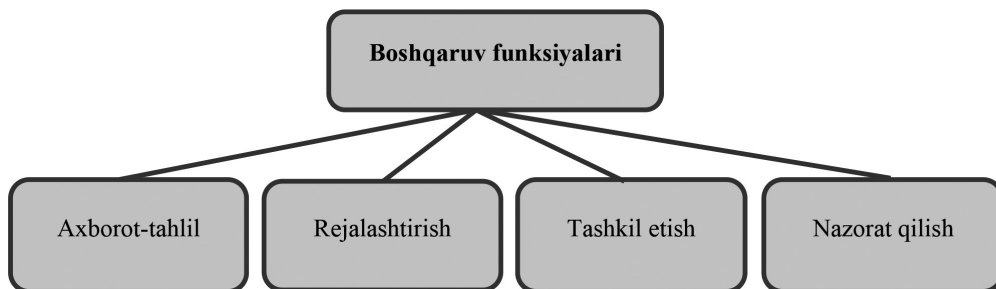 Boshqaruv funksiyalari
Axborot-tahlil
Rejalashtirish
Tashkil etish
Nazorat qilish